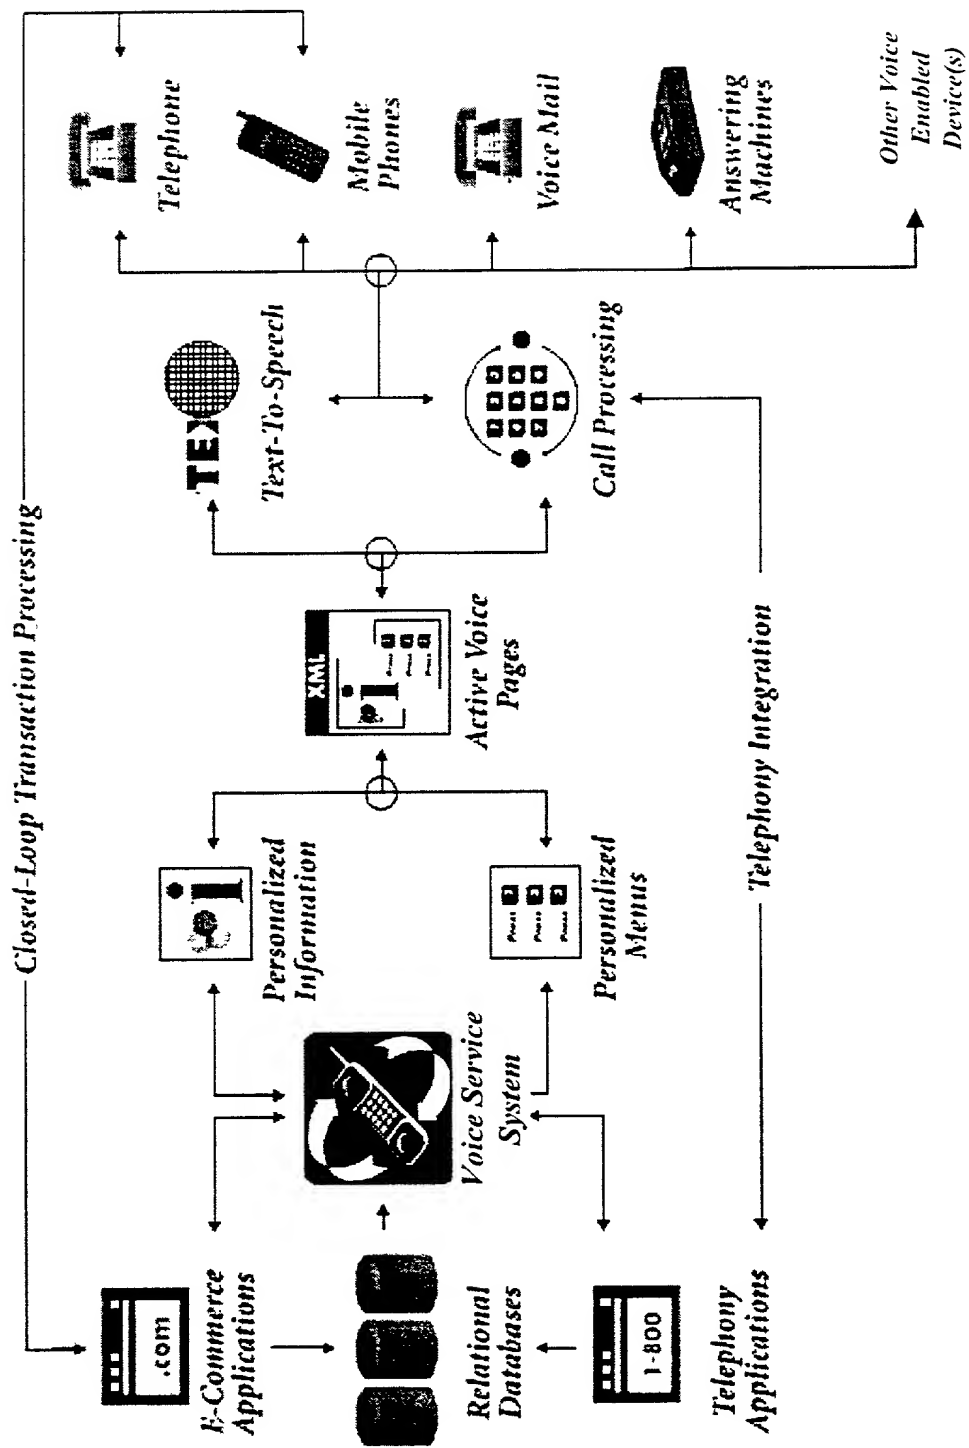 Closed-Loop Transaction Processing
.com
E-Commerce
Applications
Relational
Databases
1-800
Telephony
Applications
Voice Service
System
Personalized
Information
Personalized
Menus
XML
Active Voice
Pages
TEX
Text-To-Speech
Call Processing
Telephony Integration
Telephone
Mobile
Phones
Voice Mail
Answering
Machines
Other Voice
Enabled
Device(s)